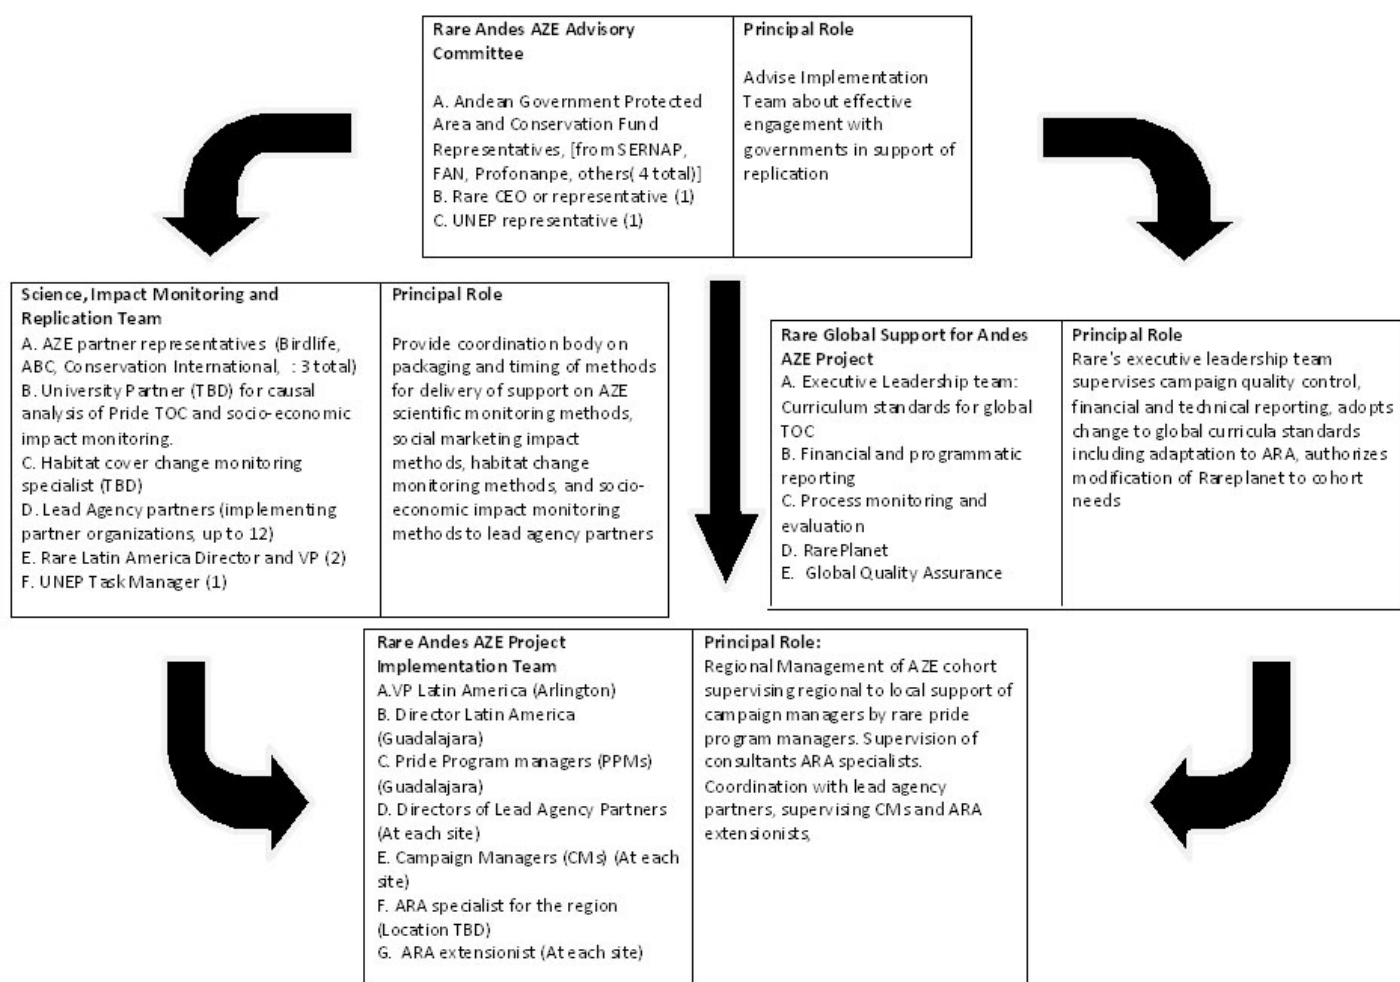 Rare Andes AZE Advisory
Committee
A. Andean Government Protected
Area and Conservation Fund
Representatives, [from SERNAP,
FAN, Profonanpe, others( 4 total)]
B. Rare CEO or representative (1)
C. UNEP representative (1)
Principal Role
Advise Implementation
Team about effective
engagement with
governments in support of
replication
Science, Impact Monitoring and
Replication Team
A. AZE partner representatives (Birdlife,
ABC, Conservation International, : 3 total)
B. University Partner (TBD) for causal
analysis of Pride TOC and socio-economic
impact monitoring.
C. Habitat cover change monitoring
specialist (TBD)
D. Lead Agency partners (implementing
partner organizations, up to 12)
E. Rare Latin America Director and VP (2)
F. UNEP Task Manager (1)
Principal Role
Provide coordination body on
packaging and timing of methods
for delivery of support on AZE
scientific monitoring methods,
social marketing impact
methods, habitat change
monitoring methods, and socio-
economic impact monitoring
methods to lead agency partners
Rare Global Support for Andes
AZE Project
A. Executive Leadership team:
Curriculum standards for global
TOC
B. Financial and programmatic
reporting
C. Process monitoring and
evaluation
D. RarePlanet
E. Global Quality Assurance
Principal Role
Rare's executive leadership team
supervises campaign quality control,
financial and technical reporting, adopts
change to global curricula standards
including adaptation to ARA, authorizes
modification of Rareplanet to cohort
needs
Rare Andes AZE Project
Implementation Team
A.VP Latin America (Arlington)
B. Director Latin America
(Guadalajara)
C. Pride Program managers (PPMs)
(Guadalajara)
D. Directors of Lead Agency Partners
(At each site)
E. Campaign Managers (CMs) (At each
site)
F. ARA specialist for the region
(Location TBD)
G. ARA extensionist (At each site)
Principal Role:
Regional Management of AZE cohort
supervising regional to local support of
campaign managers by rare pride
program managers. Supervision of
consultants ARA specialists.
Coordination with lead agency
partners, supervising CMs and ARA
extensionists,